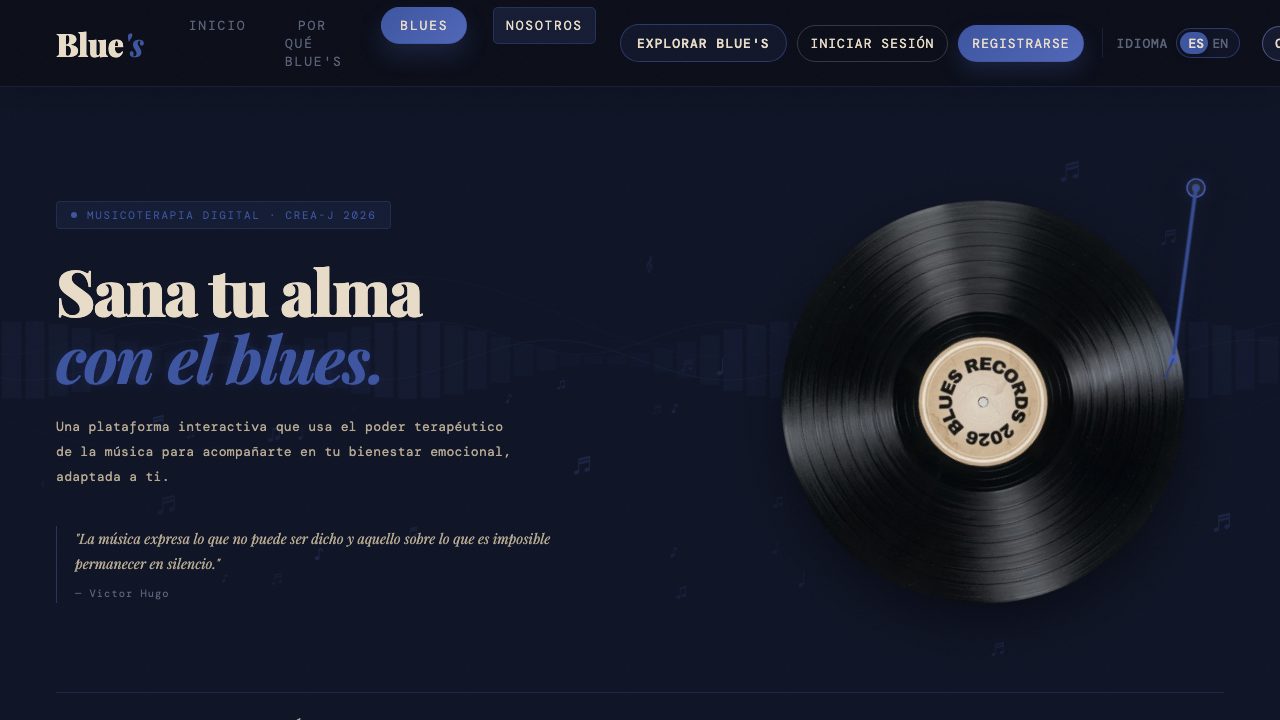 Blue's
INICIO
POR
QUÉ
BLUE'S
BLUES
NOSOTROS
EXPLORAR BLUE'S
INICIAR SESIÓN
REGISTRARSE
IDIOMA
ES EN
MUSICOTERAPIA DIGITAL · CREA-J 2026
Sana tu alma
con el blues.
Una plataforma interactiva que usa el poder terapéutico
de la música para acompañarte en tu bienestar emocional,
adaptada a ti.
"La música expresa lo que no puede ser dicho y aquello sobre lo que es imposible
permanecer en silencio."
— Victor Hugo
BLUES RECORDS 2026